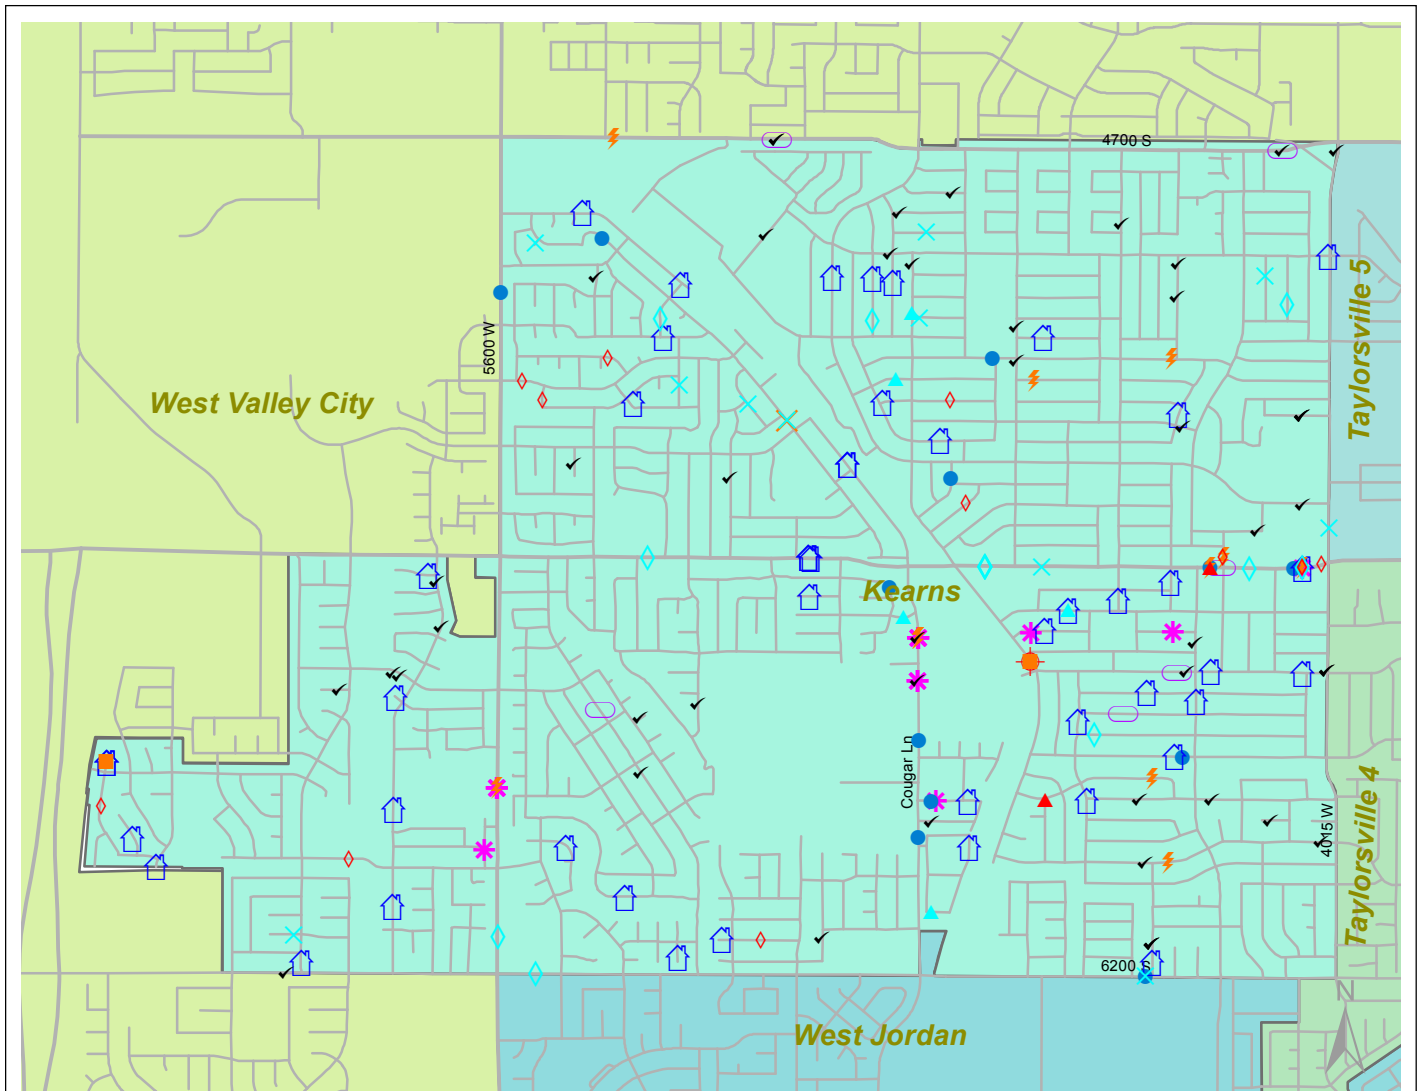 4700 S
Taylorsville 5
5600 W
West Valley City
Kearns
Cougar Ln
Taylorsville 4
4015 W
6200 S
N
West Jordan